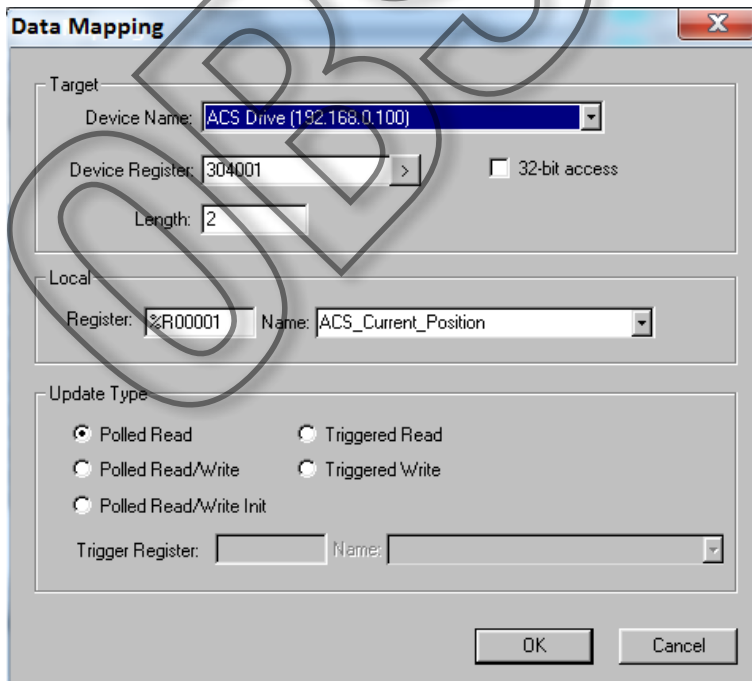 Data Mapping
X
Target
Device Name: ACS Drive (192.168.0.100)
Device Register: 304001 > 32-bit access
Length: 2
Local
Register: %R00001 Name: ACS_Current_Position
Update Type
Polled Read Triggered Read
Polled Read/Write Triggered Write
Polled Read/Write Init
Trigger Register: Name:
OK Cancel